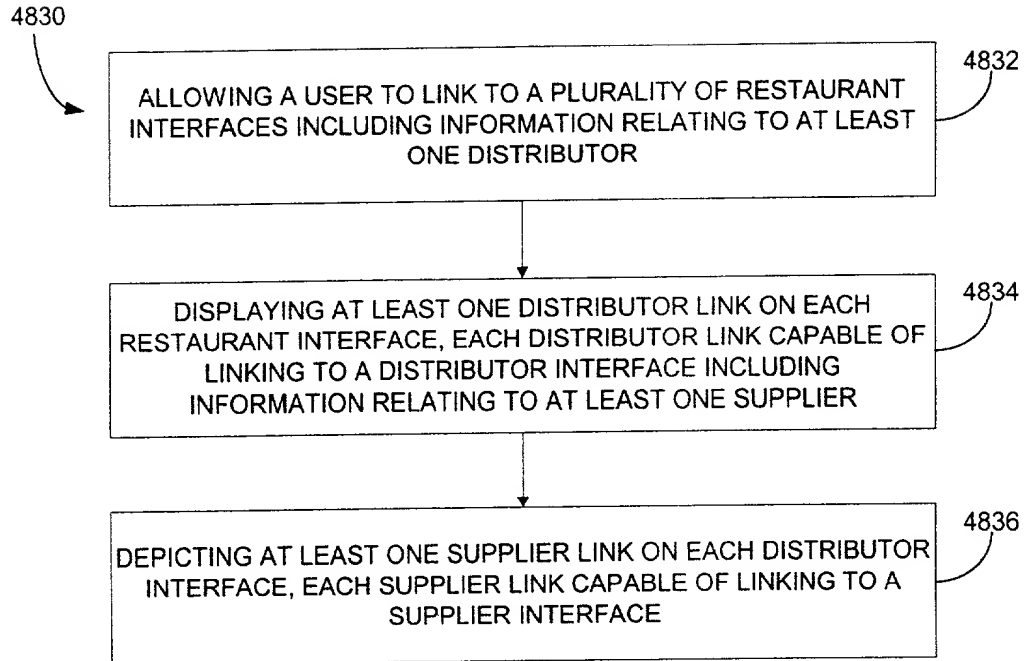 4830
4832
ALLOWING A USER TO LINK TO A PLURALITY OF RESTAURANT
INTERFACES INCLUDING INFORMATION RELATING TO AT LEAST
ONE DISTRIBUTOR
4834
DISPLAYING AT LEAST ONE DISTRIBUTOR LINK ON EACH
RESTAURANT INTERFACE, EACH DISTRIBUTOR LINK CAPABLE OF
LINKING TO A DISTRIBUTOR INTERFACE INCLUDING
INFORMATION RELATING TO AT LEAST ONE SUPPLIER
4836
DEPICTING AT LEAST ONE SUPPLIER LINK ON EACH DISTRIBUTOR
INTERFACE, EACH SUPPLIER LINK CAPABLE OF LINKING TO A
SUPPLIER INTERFACE